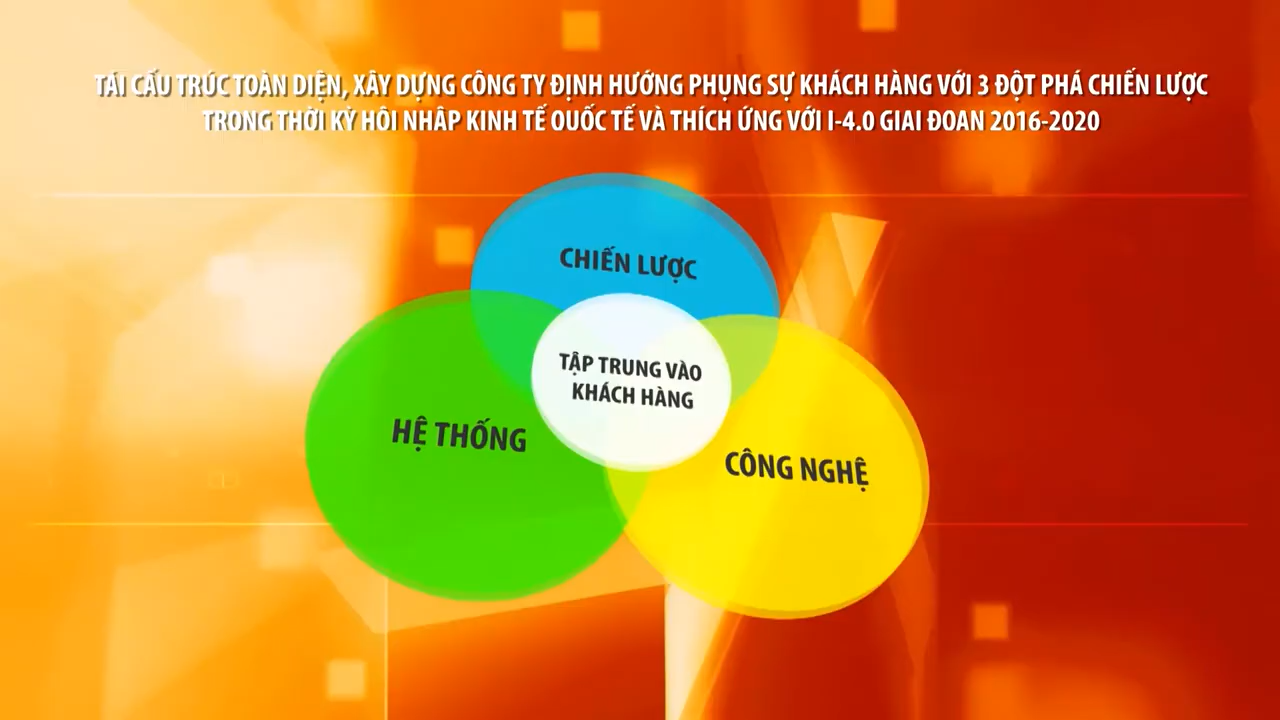 TÁI CẤU TRÚC TOÀN DIỆN, XÂY DỰNG CÔNG TY ĐỊNH HƯỚNG PHỤNG SỰ KHÁCH HÀNG VỚI 3 ĐỘT PHÁ CHIẾN LƯỢC
TRONG THỜI KỲ HỘI NHẬP KINH TẾ QUỐC TẾ VÀ THÍCH ỨNG VỚI I-4.0 GIAI ĐOẠN 2016-2020
CHIẾN LƯỢC
TẬP TRUNG VÀO
KHÁCH HÀNG
HỆ THỐNG
CÔNG NGHỆ